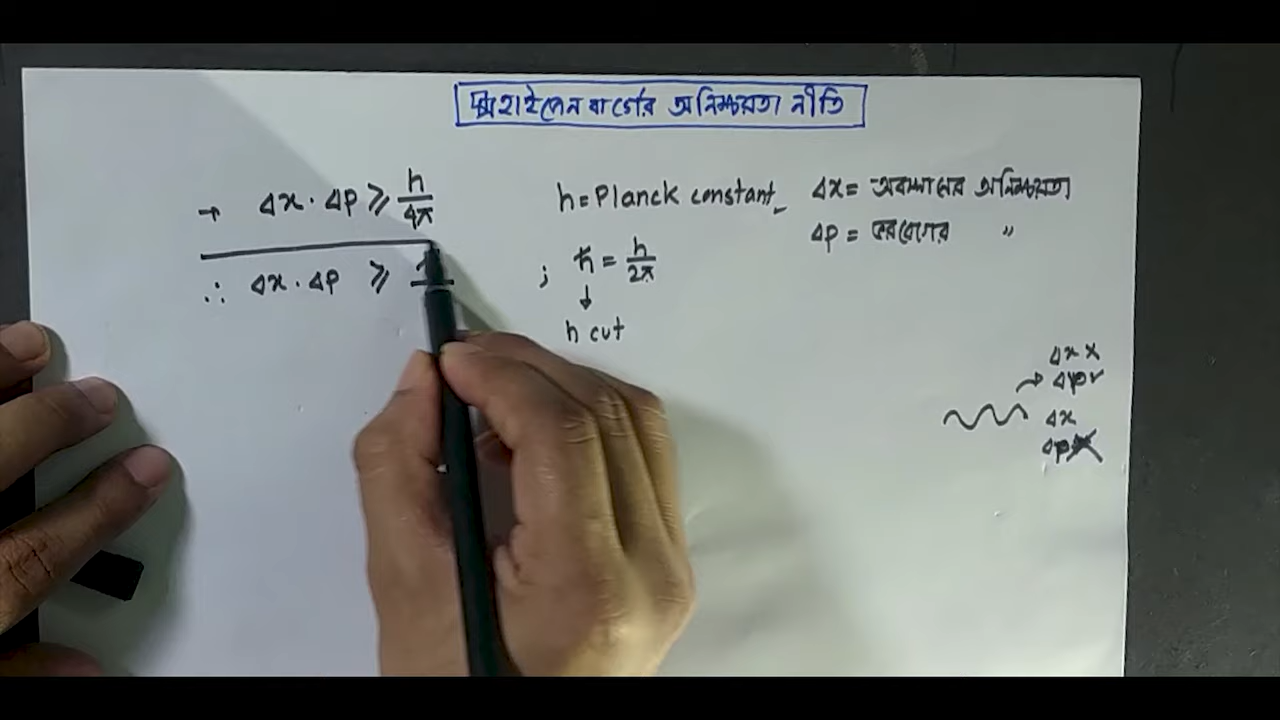 হাইসেনবার্গের অনিশ্চয়তা নীতি
→ Δx · Δp ≥ h/4π
h = Planck constant,
Δx = অবস্থানের অনিশ্চয়তা
Δp = ভরবেগের "
∴ Δx · Δp ≥
; ħ = h/2π
↓
h cut
Δx ×
→ Δp ✓
Δx
Δp ×